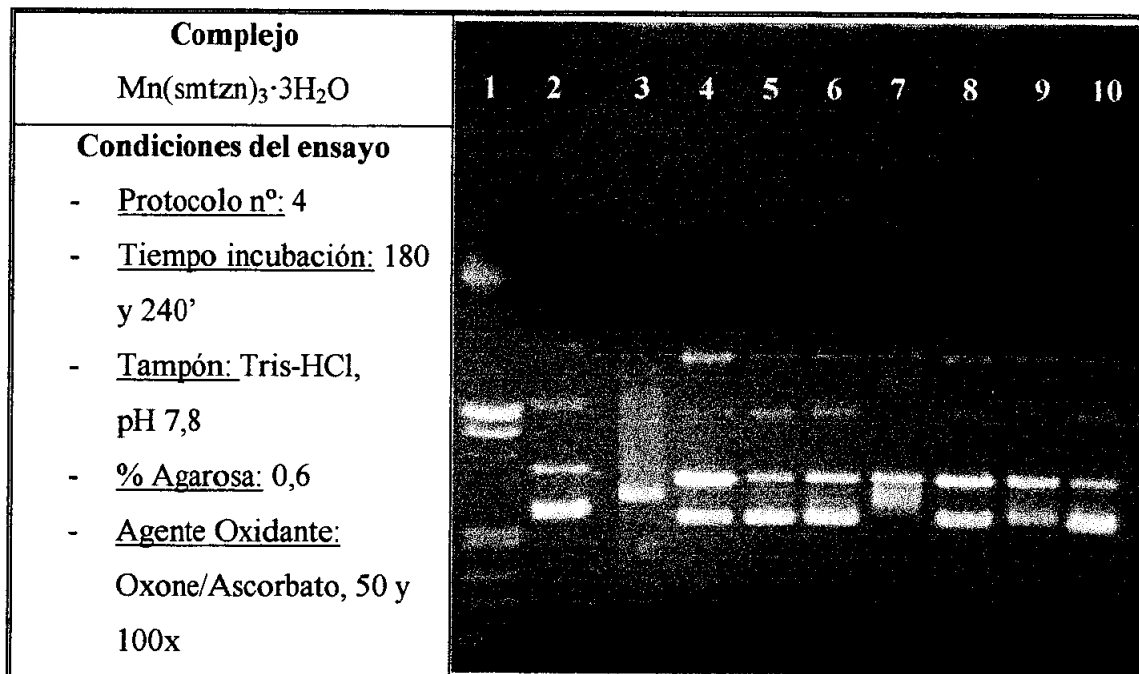 Complejo
Mn(smtzn)₃·3H₂O
Condiciones del ensayo
- Protocolo nº: 4
- Tiempo incubación: 180
y 240’
- Tampón: Tris-HCl,
pH 7,8
- % Agarosa: 0,6
- Agente Oxidante:
Oxone/Ascorbato, 50 y
100x
1 2 3 4 5 6 7 8 9 10